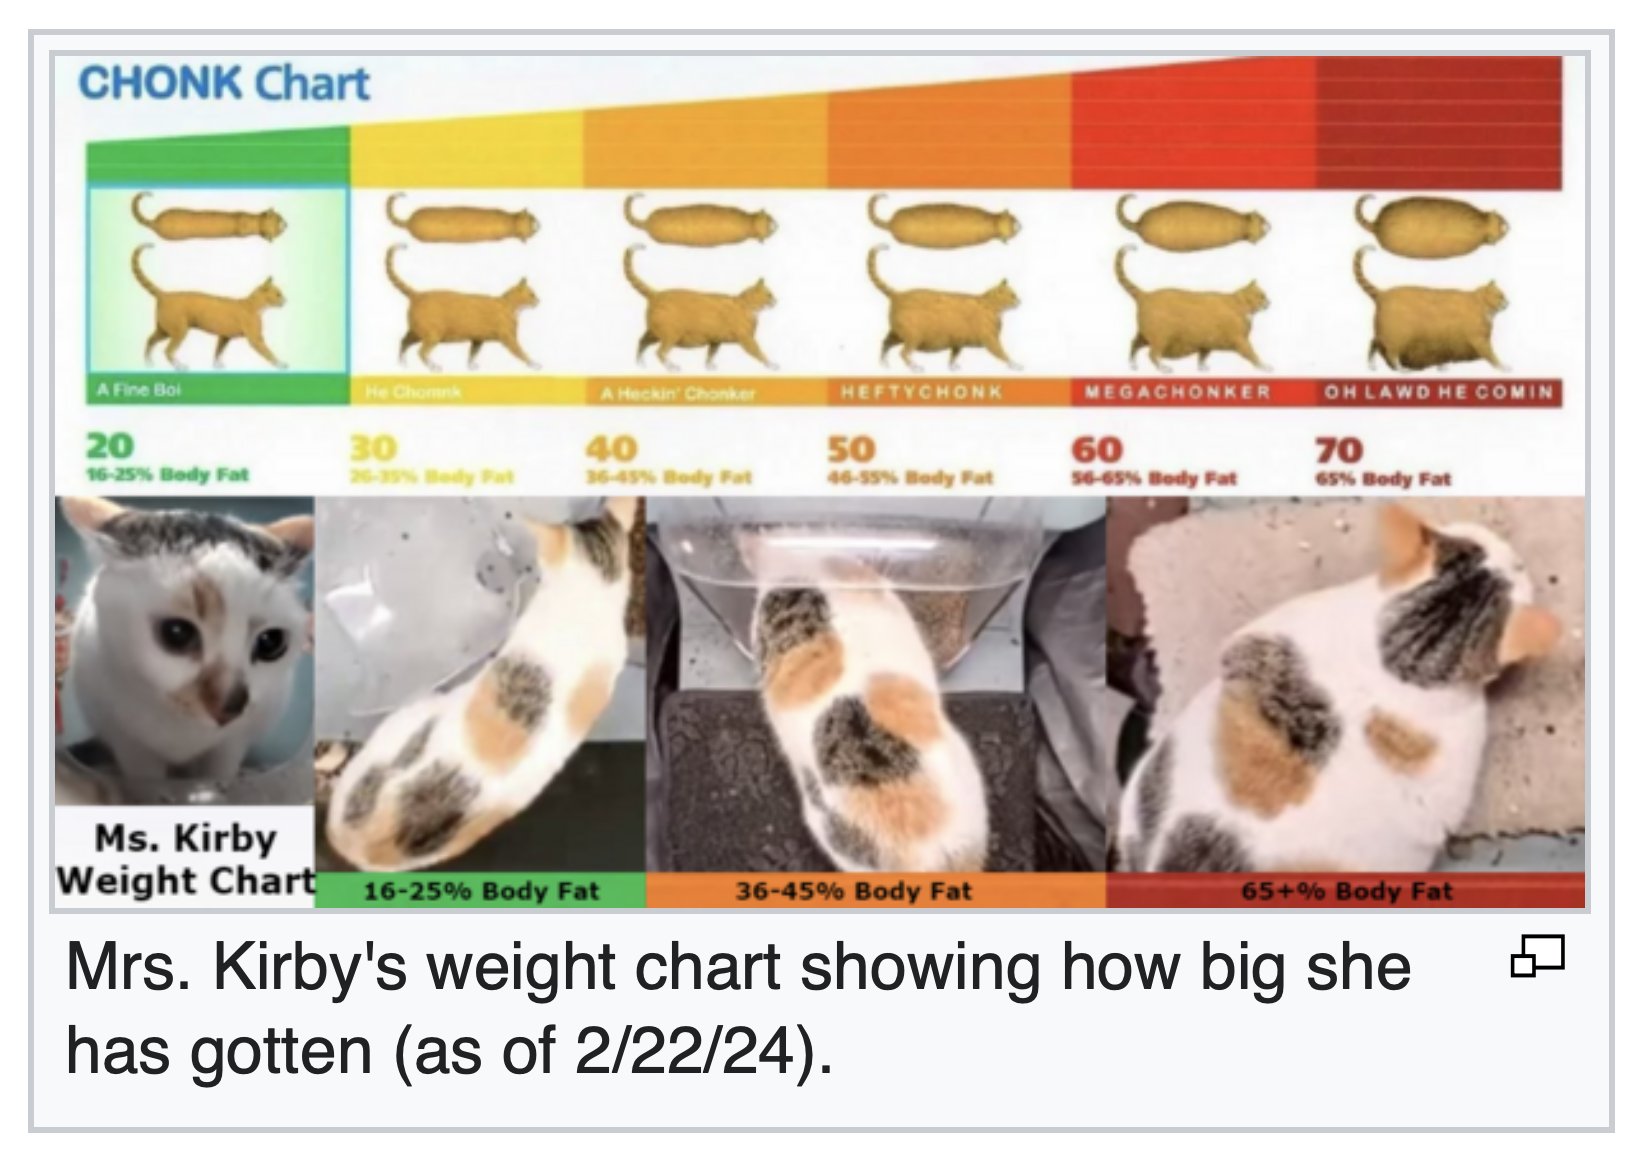 CHONK Chart
A Fine Boi
He Chomnk
A Heckin' Chonker
HEFTYCHONK
MEGACHONKER
OH LAWD HE COMIN
20
16-25% Body Fat
30
26-35% Body Fat
40
36-45% Body Fat
50
46-55% Body Fat
60
56-65% Body Fat
70
65% Body Fat
Ms. Kirby
Weight Chart
16-25% Body Fat
36-45% Body Fat
65+% Body Fat
Mrs. Kirby's weight chart showing how big she
has gotten (as of 2/22/24).